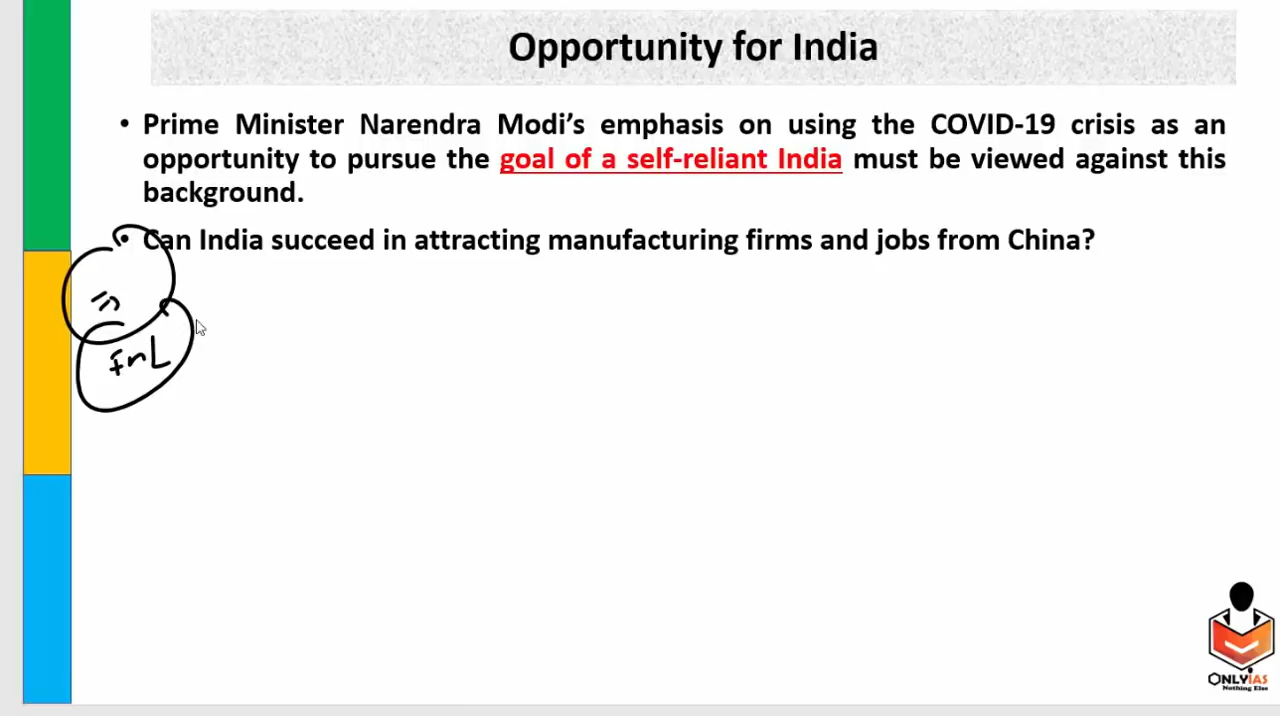 Opportunity for India
• Prime Minister Narendra Modi’s emphasis on using the COVID-19 crisis as an
opportunity to pursue the goal of a self-reliant India must be viewed against this
background.
• Can India succeed in attracting manufacturing firms and jobs from China?
ONLYIAS
Nothing Else